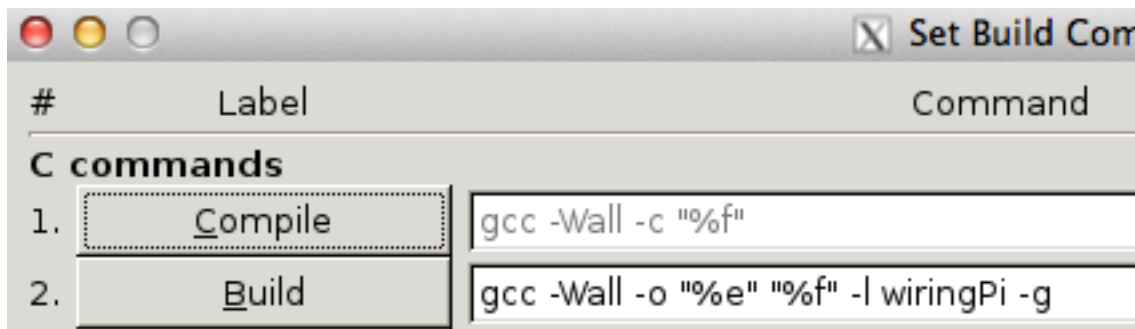 X Set Build Com
# Label Command
C commands
1. Compile gcc -Wall -c "%f"
2. Build gcc -Wall -o "%e" "%f" -l wiringPi -g